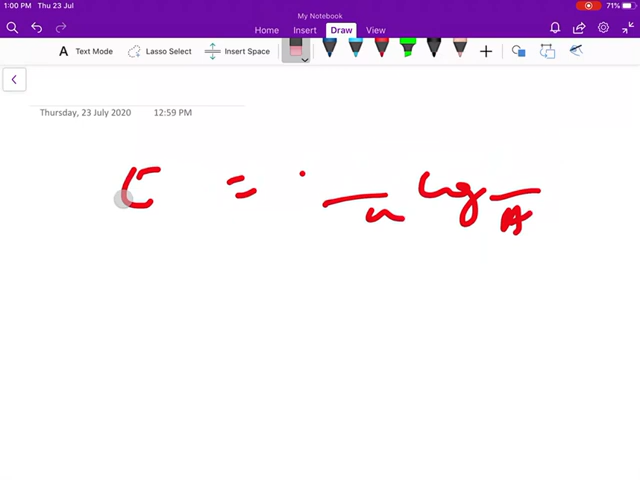 1:00 PM Thu 23 Jul 71%
My Notebook
Home Insert Draw View
A Text Mode Lasso Select Insert Space
Thursday, 23 July 2020 12:59 PM
= log
n